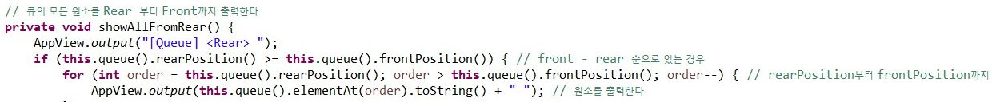 // 큐의 모든 원소를 Rear 부터 Front까지 출력한다
private void showAllFromRear() {
AppView.output("[Queue] <Rear> ");
if (this.queue().rearPosition() >= this.queue().frontPosition()) { // front - rear 순으로 있는 경우
for (int order = this.queue().rearPosition(); order > this.queue().frontPosition(); order--) { // rearPosition부터 frontPosition까지
AppView.output(this.queue().elementAt(order).toString() + " "); // 원소를 출력한다